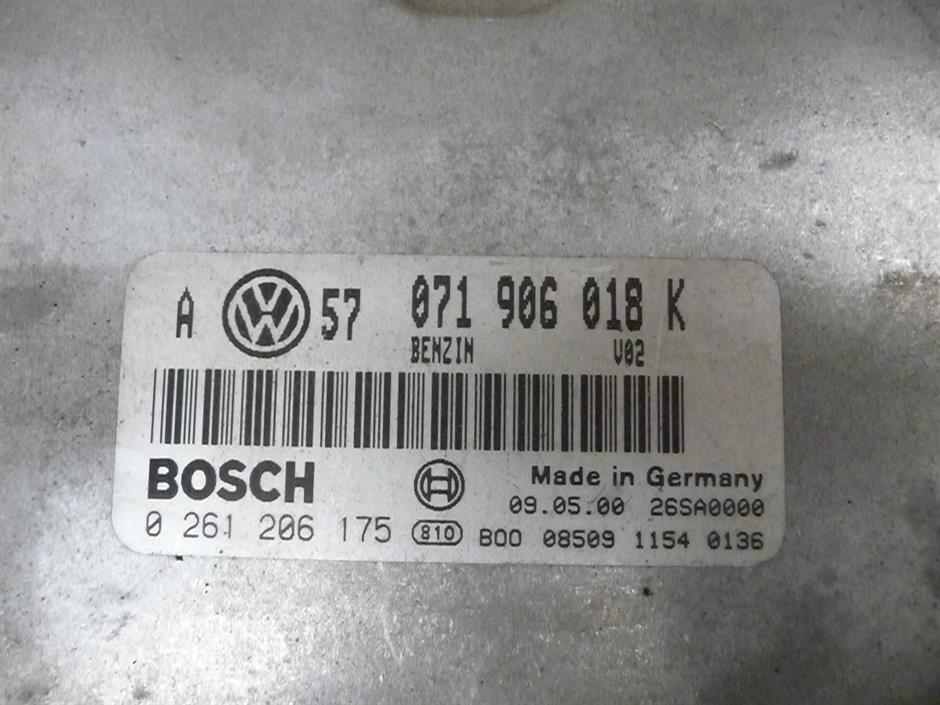 A VW 57 071 906 018 K
BENZIN V02
BOSCH Made in Germany
09.05.00 26SA0000
0 261 206 175 810 B00 08509 1154 0136